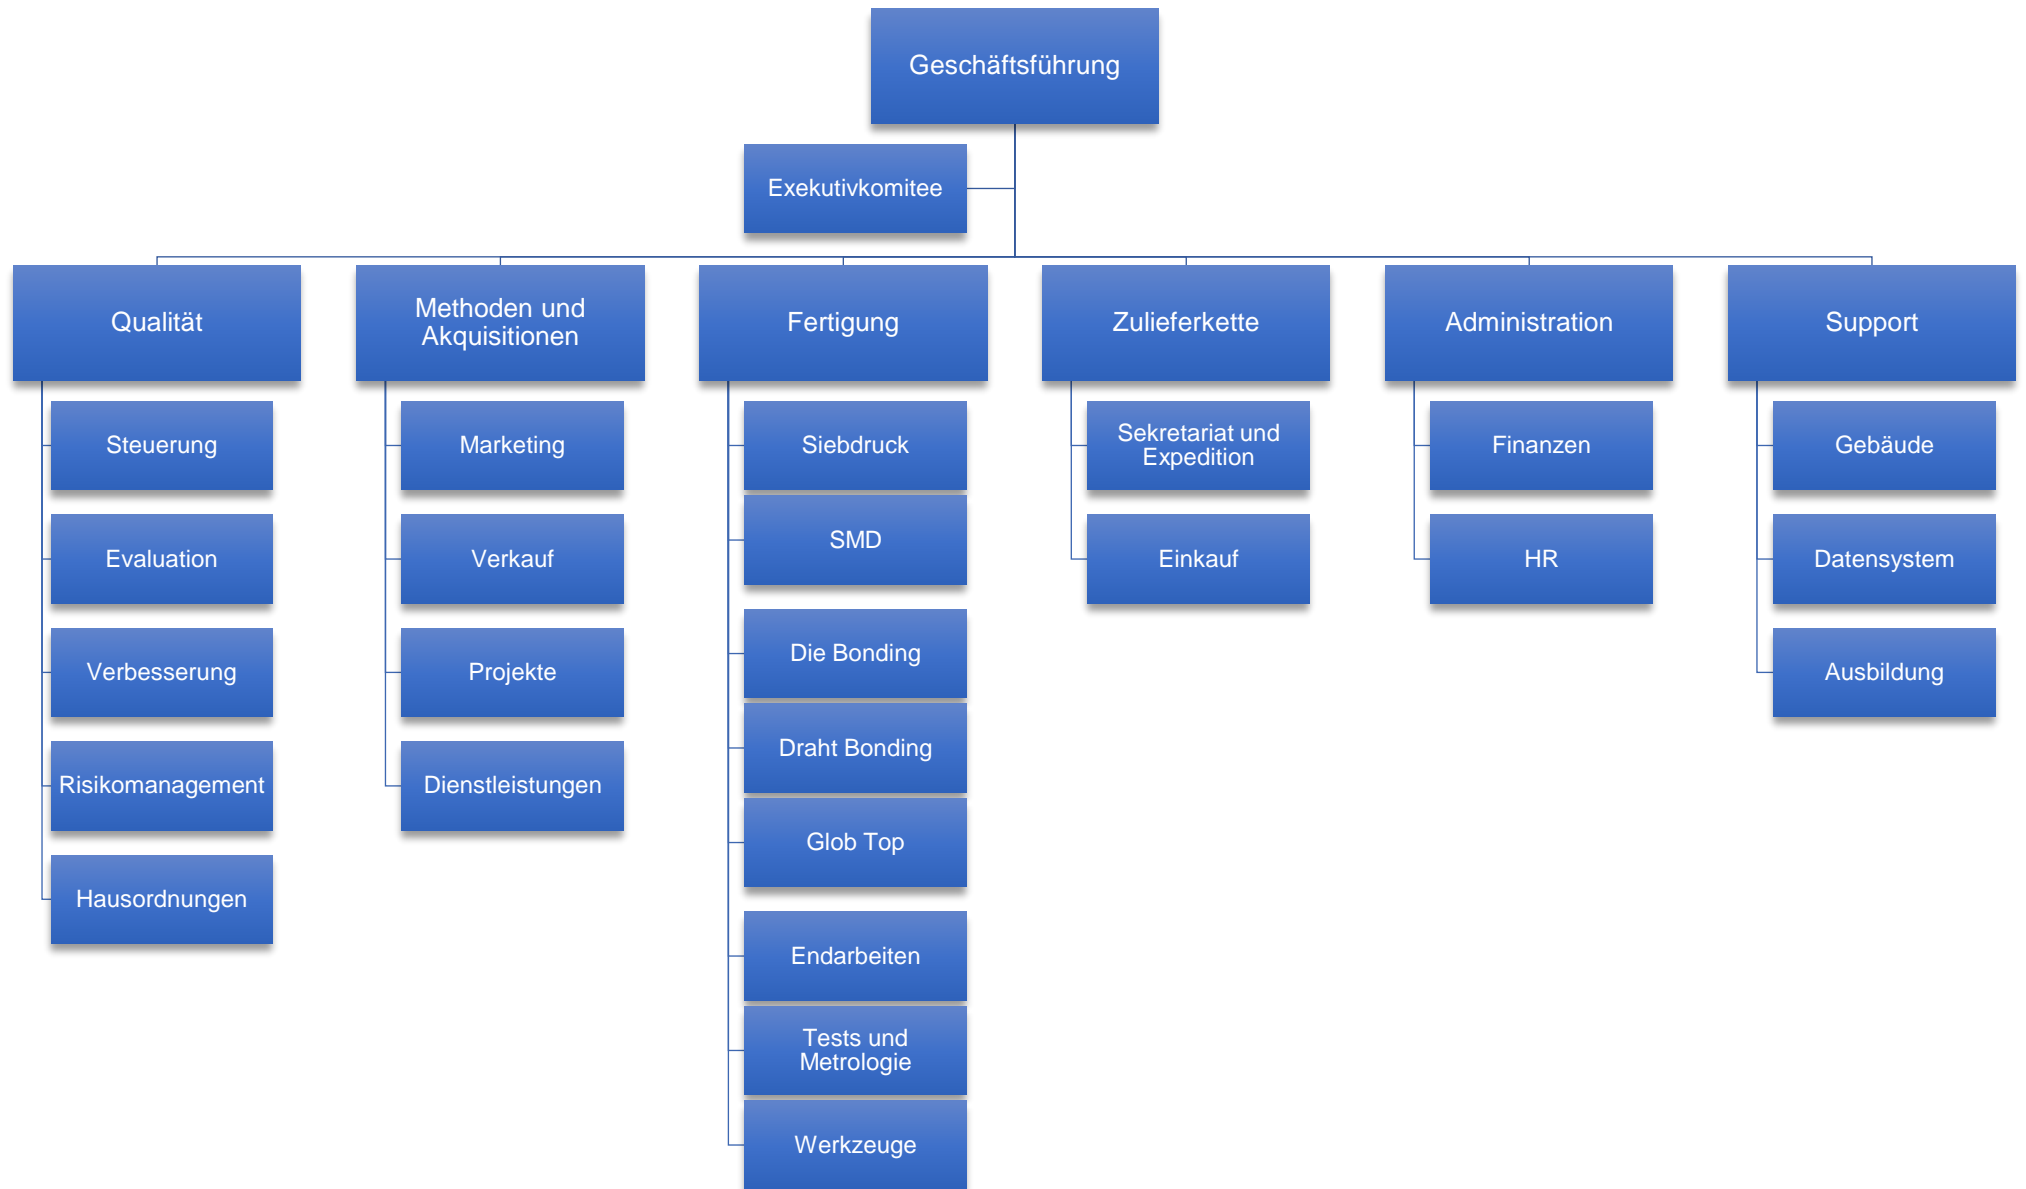 Geschäftsführung
Exekutivkomitee
Qualität
Methoden und
Akquisitionen
Fertigung
Zulieferkette
Administration
Support
Steuerung
Evaluation
Verbesserung
Risikomanagement
Hausordnungen
Marketing
Verkauf
Projekte
Dienstleistungen
Siebdruck
SMD
Die Bonding
Draht Bonding
Glob Top
Endarbeiten
Tests und
Metrologie
Werkzeuge
Sekretariat und
Expedition
Einkauf
Finanzen
HR
Gebäude
Datensystem
Ausbildung